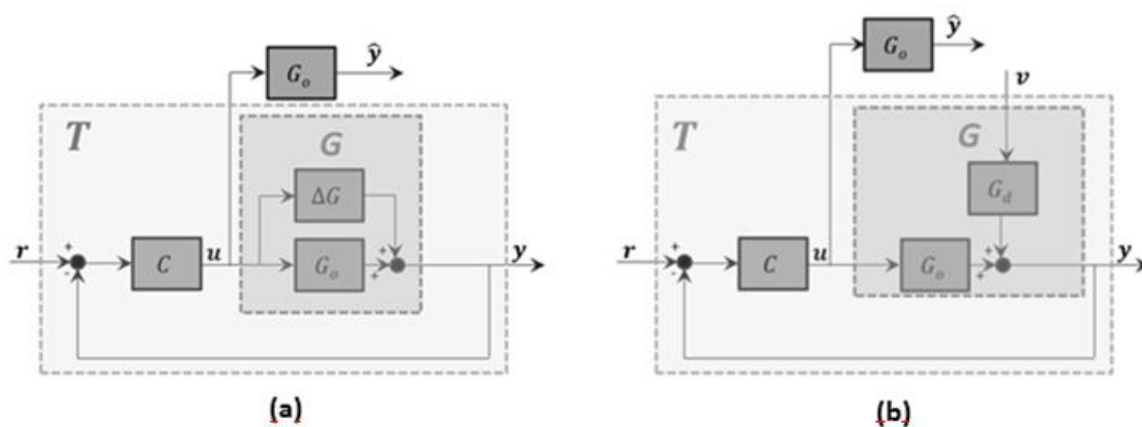 G_o ŷ
T
G
ΔG
r + - C u G_o + + y
(a)
G_o ŷ
v
T
G
G_d
r + - C u G_o + + y
(b)